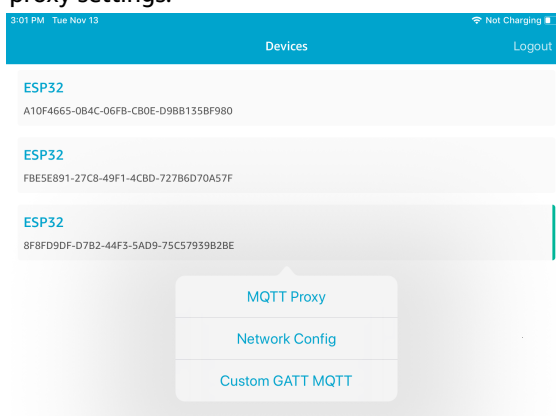 proxy settings.
3:01 PM Tue Nov 13
Not Charging
Devices
Logout
ESP32
A10F4665-0B4C-06FB-CB0E-D9BB135BF980
ESP32
FBE5E891-27C8-49F1-4CBD-727B6D70A57F
ESP32
8F8FD9DF-D7B2-44F3-5AD9-75C57939B2BE
MQTT Proxy
Network Config
Custom GATT MQTT